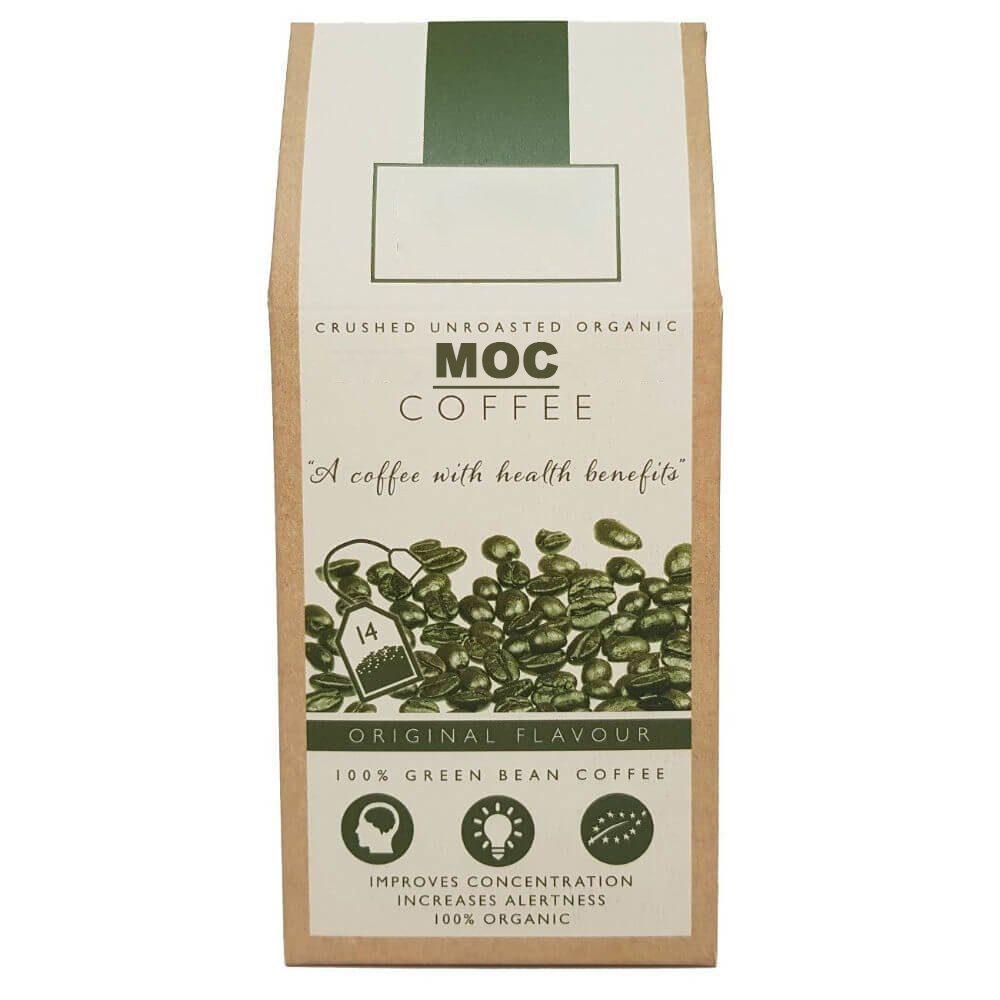 CRUSHED UNROASTED ORGANIC
MOC
COFFEE
"A coffee with health benefits"
14
ORIGINAL FLAVOUR
100% GREEN BEAN COFFEE
IMPROVES CONCENTRATION
INCREASES ALERTNESS
100% ORGANIC